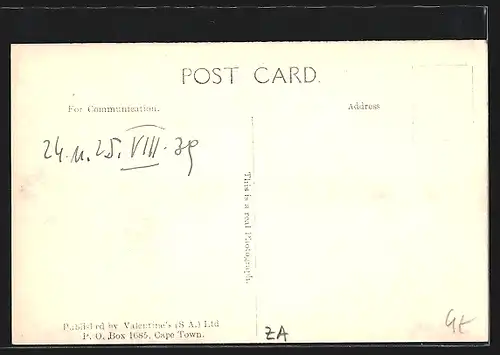 POST CARD.
For Communication.
Address
24. u. 25. VIII. 39
This is a real Photograph.
Published by Valentine's (S A.) Ltd
P. O. Box 1685, Cape Town.
ZA